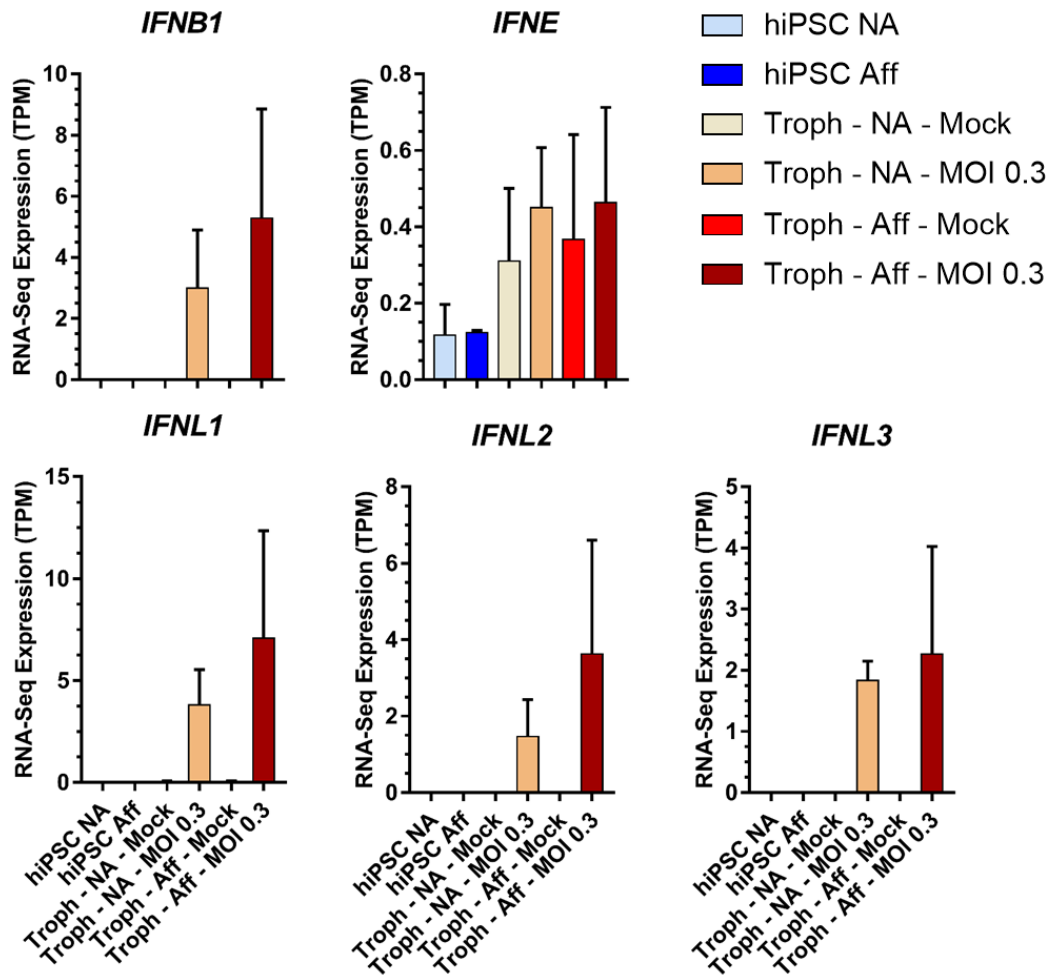 IFNB1
RNA-Seq Expression (TPM)
10
8
6
4
2
0
IFNE
RNA-Seq Expression (TPM)
0.8
0.6
0.4
0.2
0.0
hiPSC NA
hiPSC Aff
Troph - NA - Mock
Troph - NA - MOI 0.3
Troph - Aff - Mock
Troph - Aff - MOI 0.3
IFNL1
RNA-Seq Expression (TPM)
15
10
5
0
hiPSC NA
hiPSC Aff
Troph - NA - Mock
Troph - NA - MOI 0.3
Troph - Aff - Mock
Troph - Aff - MOI 0.3
IFNL2
RNA-Seq Expression (TPM)
8
6
4
2
0
hiPSC NA
hiPSC Aff
Troph - NA - Mock
Troph - NA - MOI 0.3
Troph - Aff - Mock
Troph - Aff - MOI 0.3
IFNL3
RNA-Seq Expression (TPM)
5
4
3
2
1
0
hiPSC NA
hiPSC Aff
Troph - NA - Mock
Troph - NA - MOI 0.3
Troph - Aff - Mock
Troph - Aff - MOI 0.3